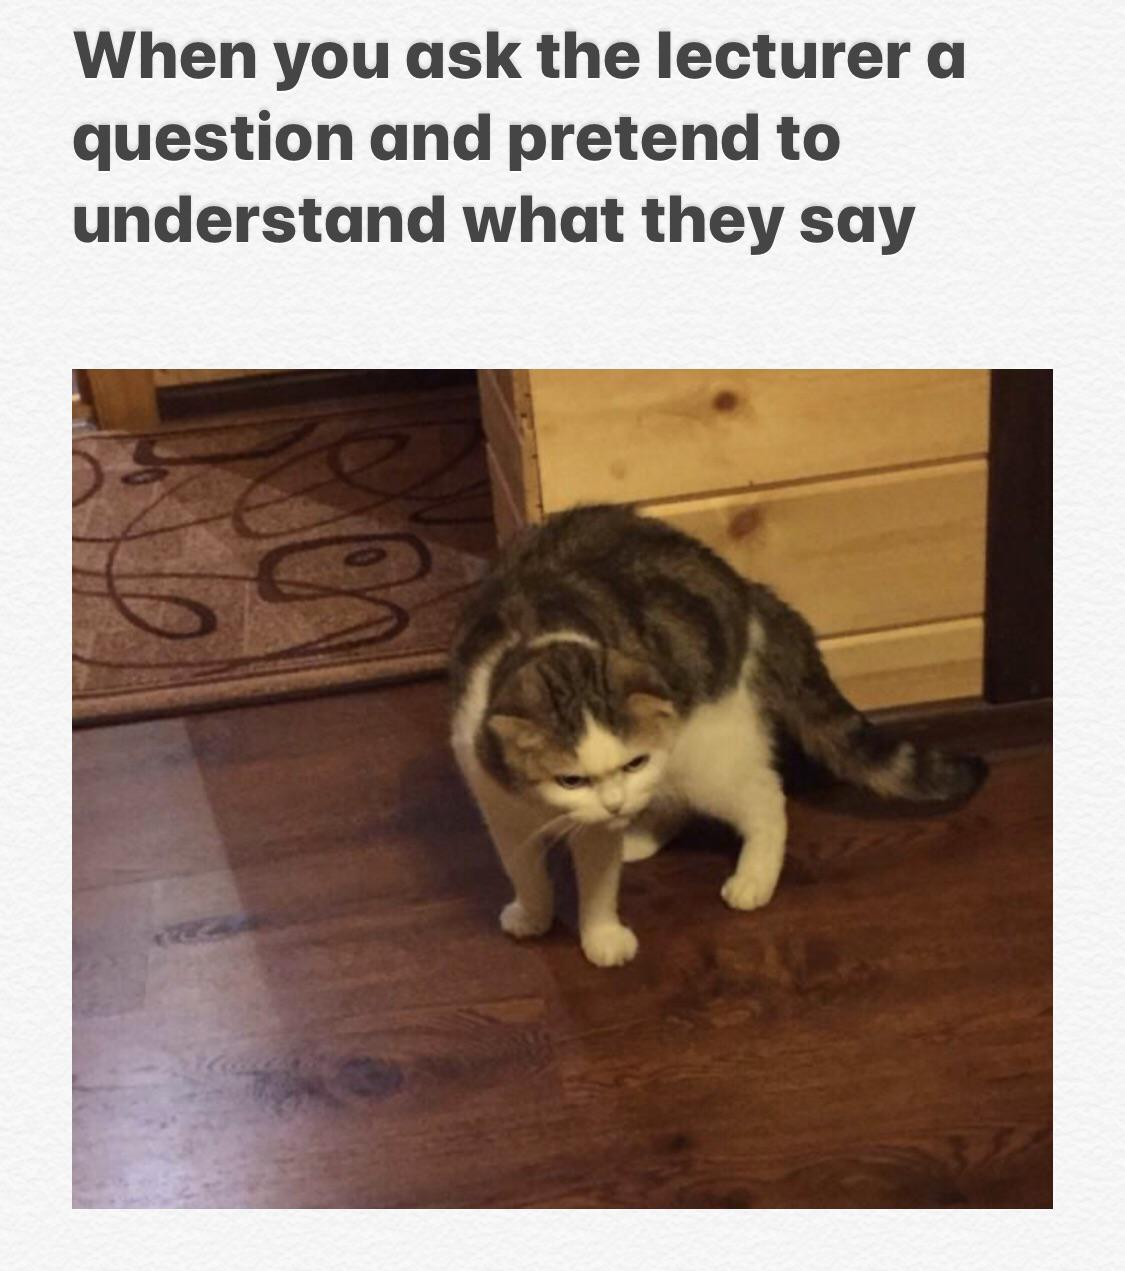 When you ask the lecturer a
question and pretend to
understand what they say